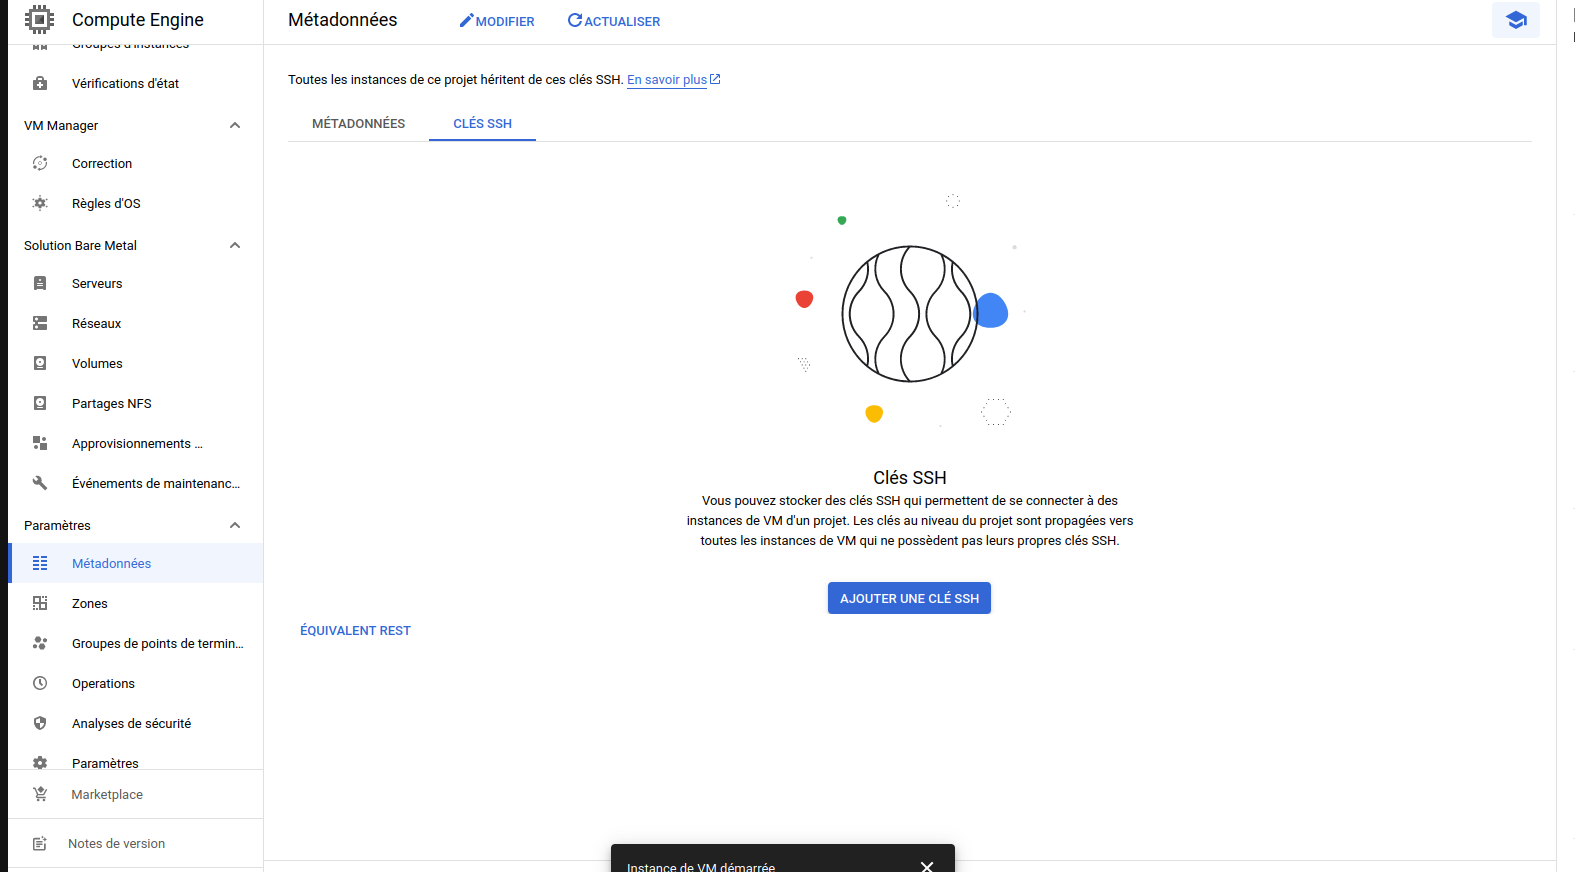 Compute Engine
Groupes d'instances
Vérifications d'état
VM Manager
Correction
Règles d'OS
Solution Bare Metal
Serveurs
Réseaux
Volumes
Partages NFS
Approvisionnements ...
Événements de maintenanc...
Paramètres
Métadonnées
Zones
Groupes de points de termin...
Operations
Analyses de sécurité
Paramètres
Marketplace
Notes de version
Métadonnées
MODIFIER
ACTUALISER
Toutes les instances de ce projet héritent de ces clés SSH. En savoir plus
MÉTADONNÉES
CLÉS SSH
Clés SSH
Vous pouvez stocker des clés SSH qui permettent de se connecter à des
instances de VM d'un projet. Les clés au niveau du projet sont propagées vers
toutes les instances de VM qui ne possèdent pas leurs propres clés SSH.
AJOUTER UNE CLÉ SSH
ÉQUIVALENT REST
Instance de VM démarrée